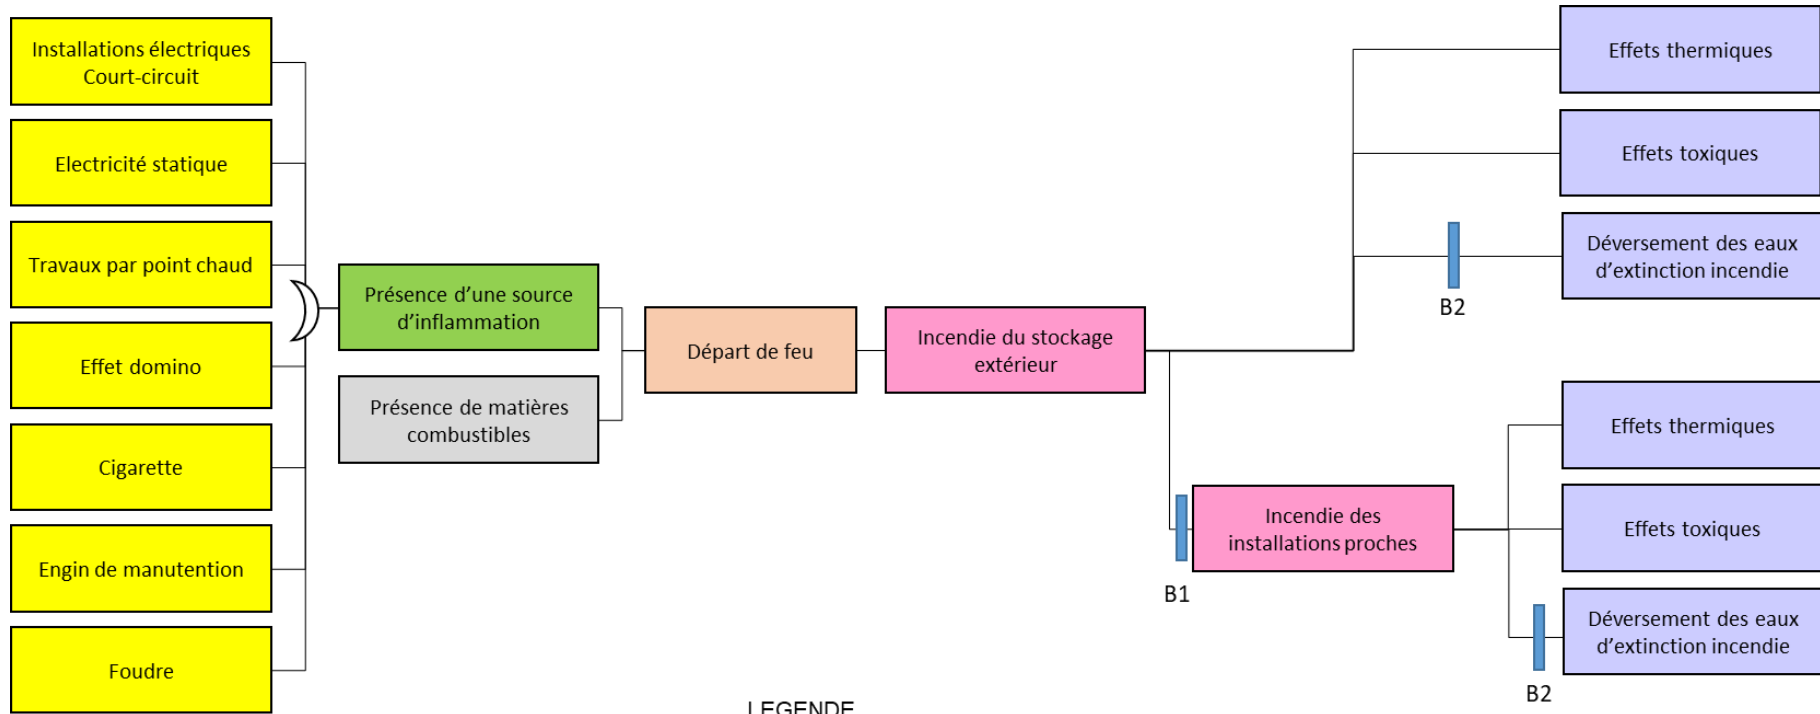 Installations électriques
Court-circuit
Electricité statique
Travaux par point chaud
Effet domino
Cigarette
Engin de manutention
Foudre
Présence d'une source
d'inflammation
Présence de matières
combustibles
Départ de feu
Incendie du stockage
extérieur
B1
Incendie des
installations proches
Effets thermiques
Effets toxiques
B2
Déversement des eaux
d'extinction incendie
Effets thermiques
Effets toxiques
B2
Déversement des eaux
d'extinction incendie
LEGENDE